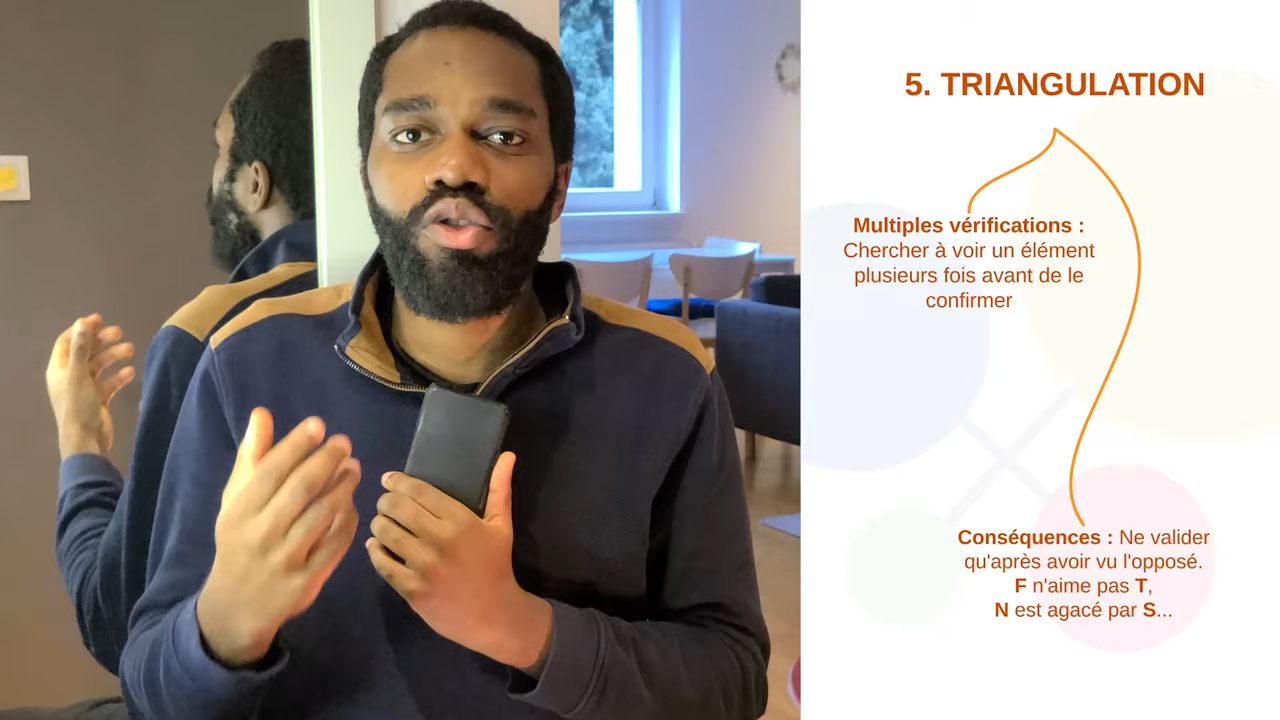 5. TRIANGULATION
Multiples vérifications :
Chercher à voir un élément
plusieurs fois avant de le
confirmer
Conséquences : Ne valider
qu'après avoir vu l'opposé.
F n'aime pas T,
N est agacé par S...